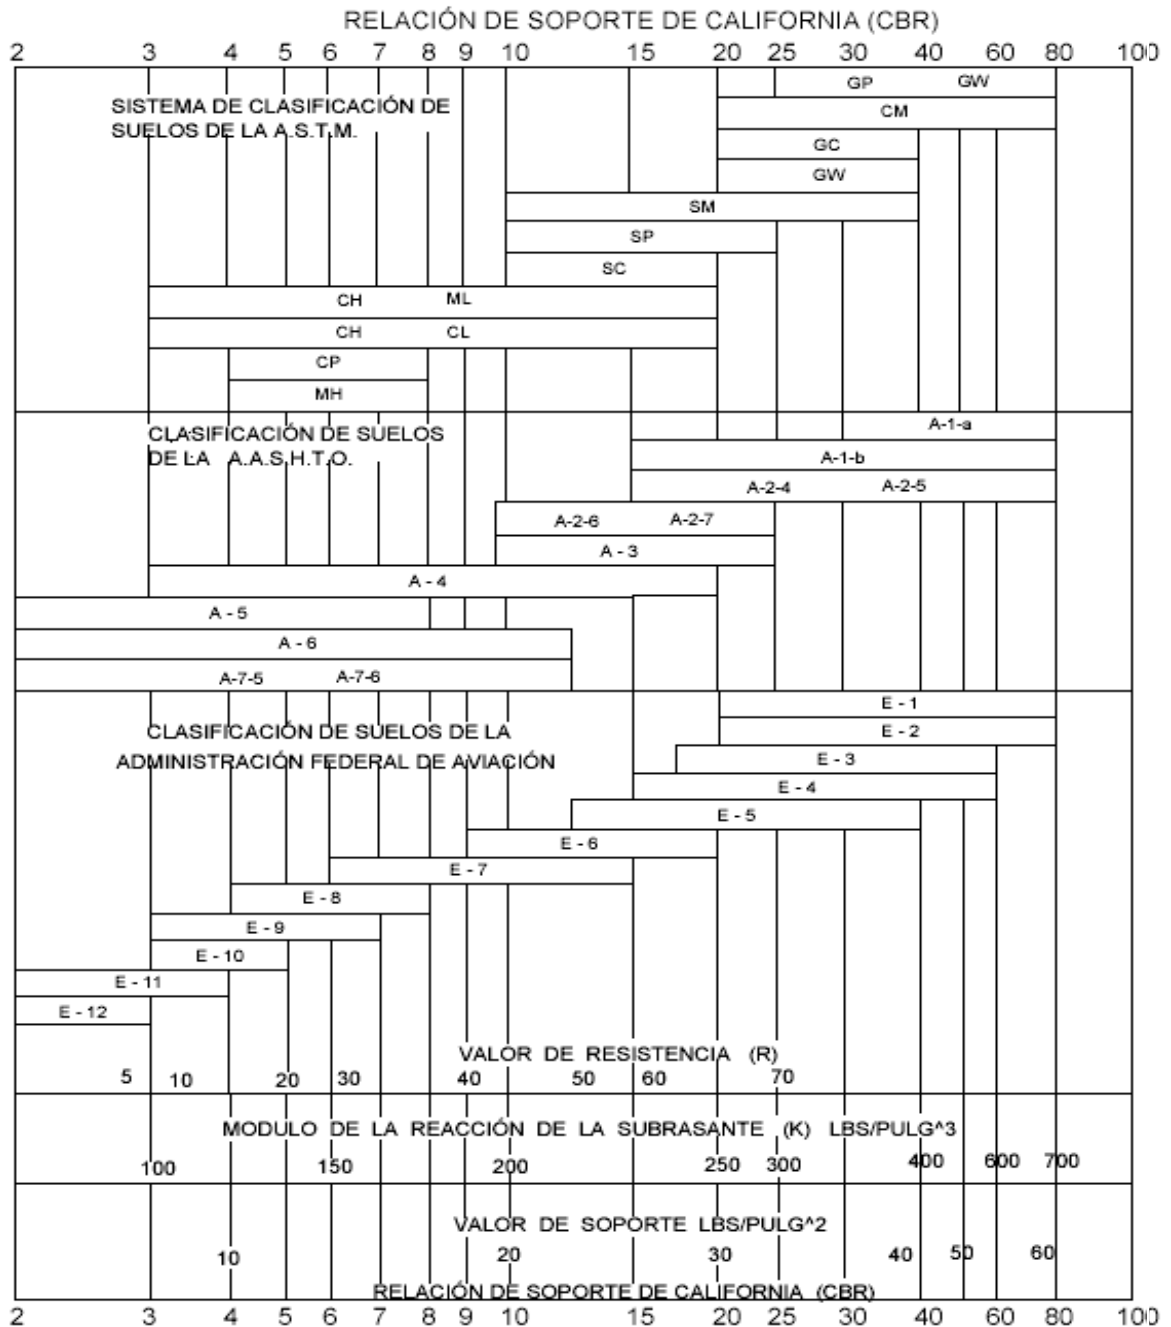 RELACIÓN DE SOPORTE DE CALIFORNIA (CBR)
2 3 4 5 6 7 8 9 10 15 20 25 30 40 60 80 100
GP GW
SISTEMA DE CLASIFICACIÓN DE
SUELOS DE LA A.S.T.M.
CM
GC
GW
SM
SP
SC
CH ML
CH CL
CP
MH
CLASIFICACIÓN DE SUELOS
DE LA A.A.S.H.T.O.
A-1-a
A-1-b
A-2-4 A-2-5
A-2-6 A-2-7
A - 3
A - 4
A - 5
A - 6
A-7-5 A-7-6
CLASIFICACIÓN DE SUELOS DE LA
ADMINISTRACIÓN FEDERAL DE AVIACIÓN
E - 1
E - 2
E - 3
E - 4
E - 5
E - 6
E - 7
E - 8
E - 9
E - 10
E - 11
E - 12
VALOR DE RESISTENCIA (R)
5 10 20 30 40 50 60 70
MODULO DE LA REACCIÓN DE LA SUBRASANTE (K) LBS/PULG^3
100 150 200 250 300 400 600 700
VALOR DE SOPORTE LBS/PULG^2
10 20 30 40 50 60
RELACIÓN DE SOPORTE DE CALIFORNIA (CBR)
2 3 4 5 6 7 8 9 10 15 20 25 30 40 60 80 100